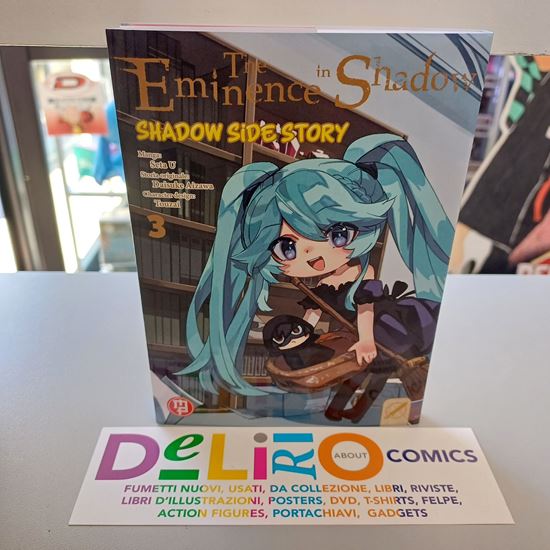 The
Eminence in Shadow
SHADOW SIDE STORY
Manga:
Seta U
Storia originale:
Daisuke Aizawa
Character design:
Touzai
3
DeLiRiO ABOUT COMICS
FUMETTI NUOVI, USATI, DA COLLEZIONE, LIBRI, RIVISTE,
LIBRI D'ILLUSTRAZIONI, POSTERS, DVD, T-SHIRTS, FELPE,
ACTION FIGURES, PORTACHIAVI, GADGETS